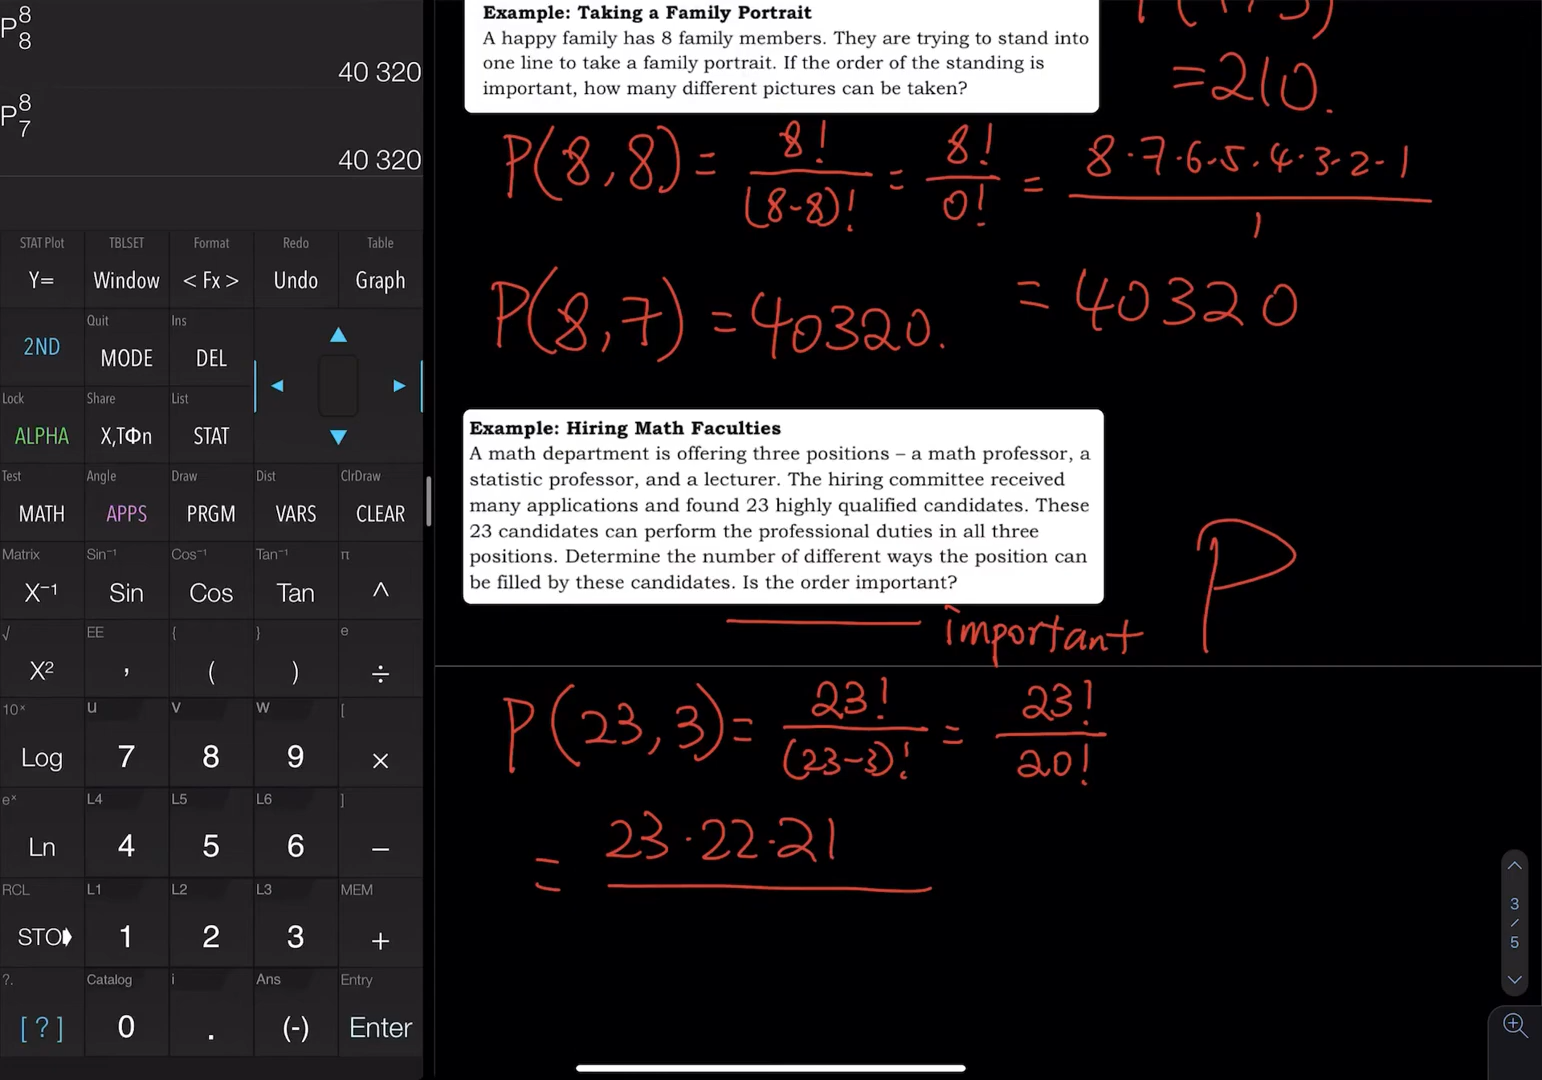 P 8 8
40 320
P 8 7
40 320
STAT Plot TBLSET Format Redo Table
Y= Window < Fx > Undo Graph
Quit Ins
2ND MODE DEL
Lock Share List
ALPHA X,TΦn STAT
Test Angle Draw Dist ClrDraw
MATH APPS PRGM VARS CLEAR
Matrix Sin⁻¹ Cos⁻¹ Tan⁻¹ π
X⁻¹ Sin Cos Tan ^
√ EE { } e
X² , ( ) ÷
10ˣ u v w [
Log 7 8 9 ×
eˣ L4 L5 L6 ]
Ln 4 5 6 −
RCL L1 L2 L3 MEM
STO 1 2 3 +
?. Catalog i Ans Entry
[ ? ] 0 . (-) Enter
Example: Taking a Family Portrait
A happy family has 8 family members. They are trying to stand into
one line to take a family portrait. If the order of the standing is
important, how many different pictures can be taken?
=210.
P(8,8) = 8!/(8-8)! = 8!/0! = 8·7·6·5·4·3·2·1/1
P(8,7) = 40320. = 40320
Example: Hiring Math Faculties
A math department is offering three positions – a math professor, a
statistic professor, and a lecturer. The hiring committee received
many applications and found 23 highly qualified candidates. These
23 candidates can perform the professional duties in all three
positions. Determine the number of different ways the position can
be filled by these candidates. Is the order important?
important P
P(23,3) = 23!/(23-3)! = 23!/20!
= 23·22·21
3
/
5